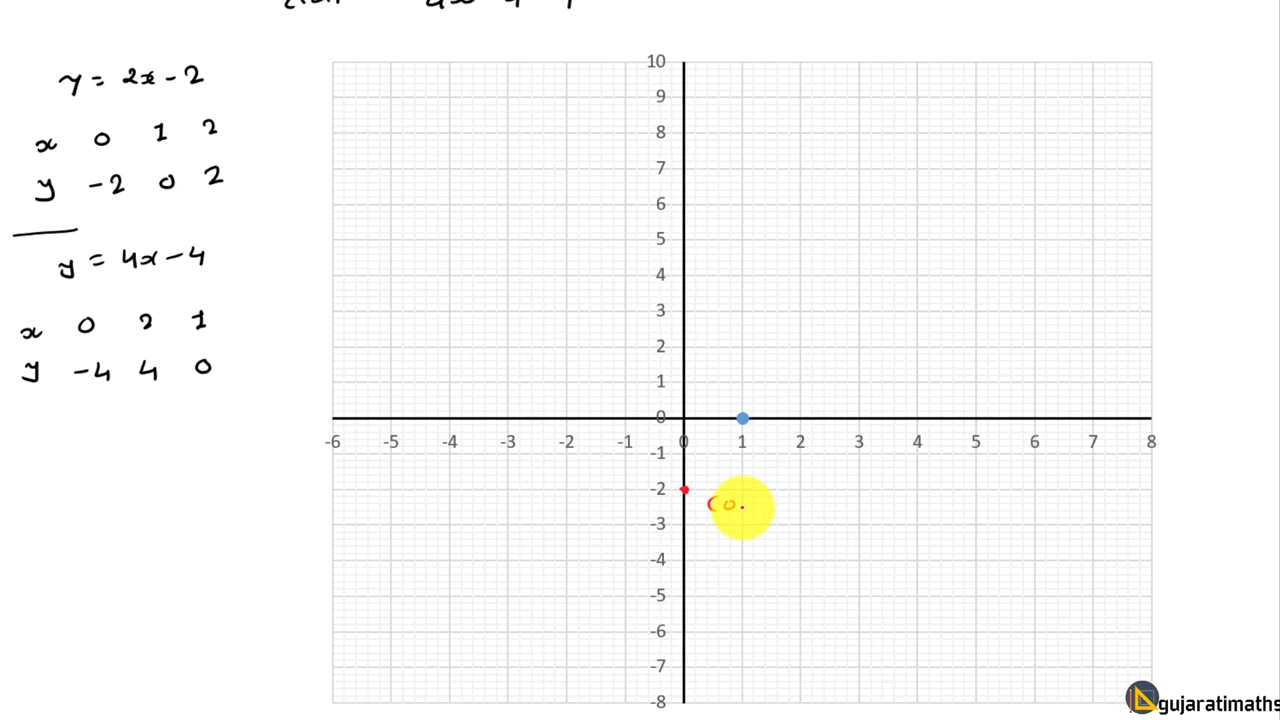 y = 2x - 2
x 0 1 2
y -2 0 2
y = 4x - 4
x 0 2 1
y -4 4 0
10
9
8
7
6
5
4
3
2
1
0
-6 -5 -4 -3 -2 -1 0 1 2 3 4 5 6 7 8
-1
-2
(0
-3
-4
-5
-6
-7
-8
gujaratimaths